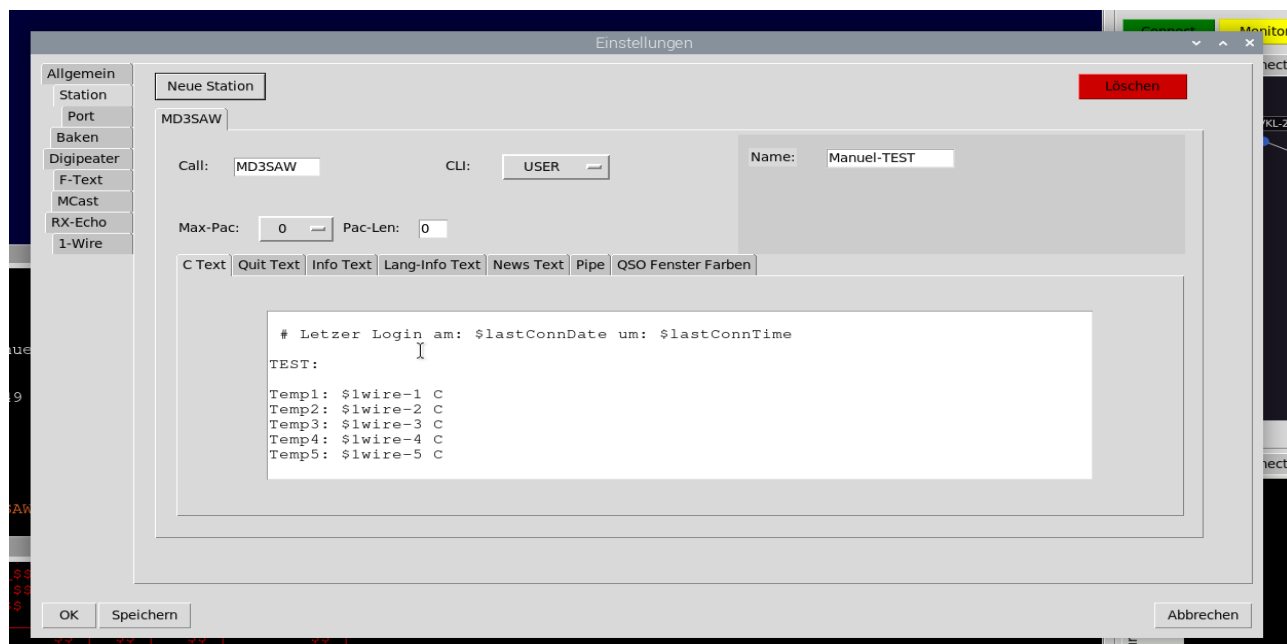 Einstellungen
Connect Monitor
Allgemein
Station
Port
Baken
Digipeater
F-Text
MCast
RX-Echo
1-Wire
Neue Station
Löschen
MD3SAW
Call: MD3SAW CLI: USER Name: Manuel-TEST
Max-Pac: 0 Pac-Len: 0
C Text Quit Text Info Text Lang-Info Text News Text Pipe QSO Fenster Farben
# Letzer Login am: $lastConnDate um: $lastConnTime
TEST:
Temp1: $1wire-1 C
Temp2: $1wire-2 C
Temp3: $1wire-3 C
Temp4: $1wire-4 C
Temp5: $1wire-5 C
OK Speichern Abbrechen